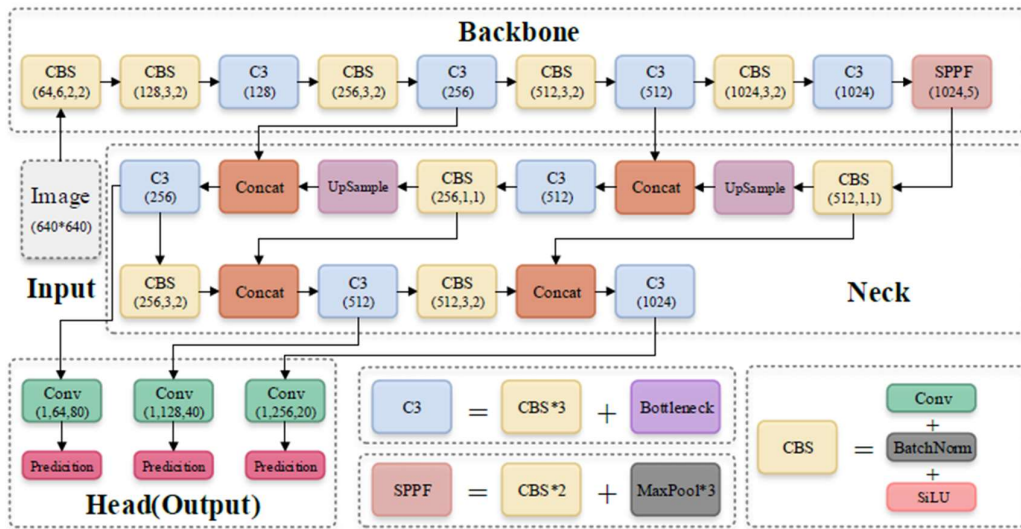 Backbone
CBS
(64,6,2,2)
CBS
(128,3,2)
C3
(128)
CBS
(256,3,2)
C3
(256)
CBS
(512,3,2)
C3
(512)
CBS
(1024,3,2)
C3
(1024)
SPPF
(1024,5)
Image
(640*640)
Input
C3
(256)
Concat
UpSample
CBS
(256,1,1)
C3
(512)
Concat
UpSample
CBS
(512,1,1)
CBS
(256,3,2)
Concat
C3
(512)
CBS
(512,3,2)
Concat
C3
(1024)
Neck
Conv
(1,64,80)
Conv
(1,128,40)
Conv
(1,256,20)
Predicition
Predicition
Predicition
Head(Output)
C3
=
CBS*3
+
Bottleneck
SPPF
=
CBS*2
+
MaxPool*3
CBS
=
Conv
+
BatchNorm
+
SiLU